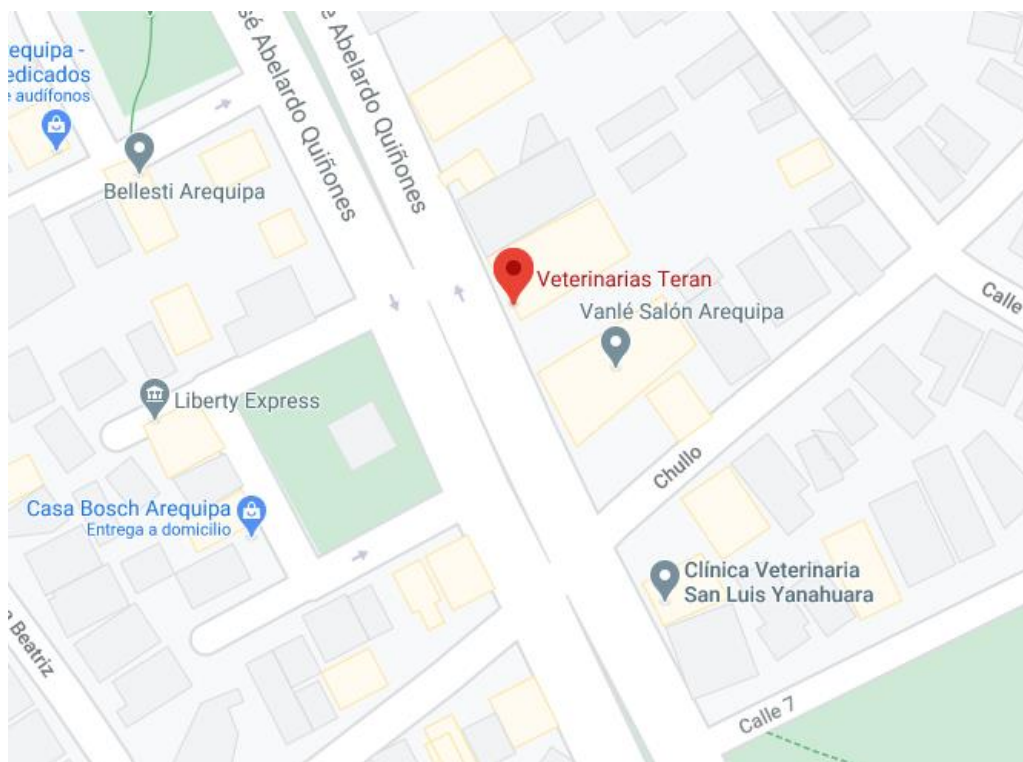 equipa -
edicados
e audífonos
Bellesti Arequipa
sé Abelardo Quiñones
e Abelardo Quiñones
Veterinarias Teran
Vanlé Salón Arequipa
Calle
Liberty Express
Chullo
Casa Bosch Arequipa
Entrega a domicilio
Clínica Veterinaria
San Luis Yanahuara
Beatriz
Calle 7